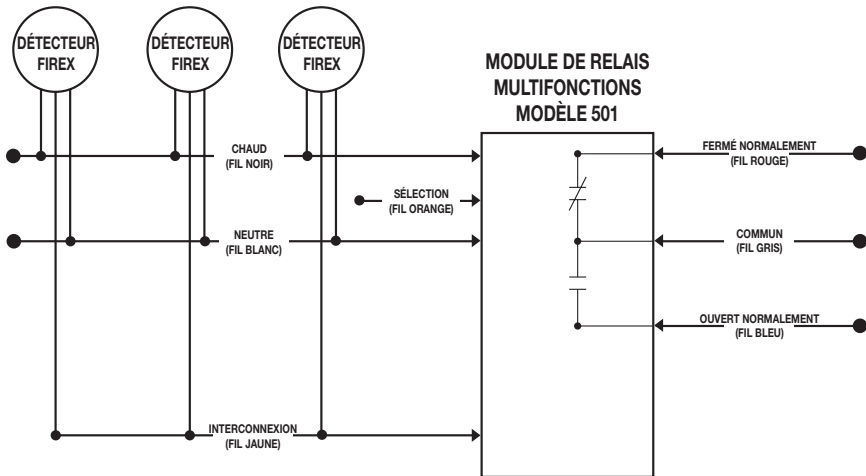 DÉTECTEUR
FIREX
DÉTECTEUR
FIREX
DÉTECTEUR
FIREX
MODULE DE RELAIS
MULTIFONCTIONS
MODÈLE 501
CHAUD
(FIL NOIR)
SÉLECTION
(FIL ORANGE)
NEUTRE
(FIL BLANC)
INTERCONNEXION
(FIL JAUNE)
FERMÉ NORMALEMENT
(FIL ROUGE)
COMMUN
(FIL GRIS)
OUVERT NORMALEMENT
(FIL BLEU)